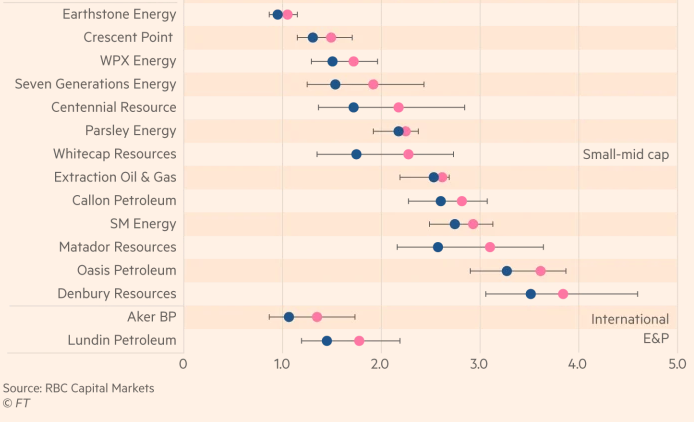 Earthstone Energy
Crescent Point
WPX Energy
Seven Generations Energy
Centennial Resource
Parsley Energy
Whitecap Resources
Small-mid cap
Extraction Oil & Gas
Callon Petroleum
SM Energy
Matador Resources
Oasis Petroleum
Denbury Resources
Aker BP
International
E&P
Lundin Petroleum
0 1.0 2.0 3.0 4.0 5.0
Source: RBC Capital Markets
© FT